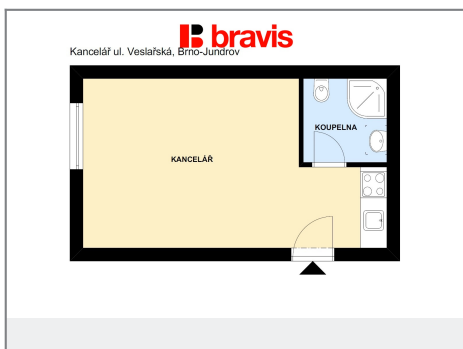 bravis
Kancelář ul. Veslařská, Brno-Jundrov
KOUPELNA
KANCELÁŘ